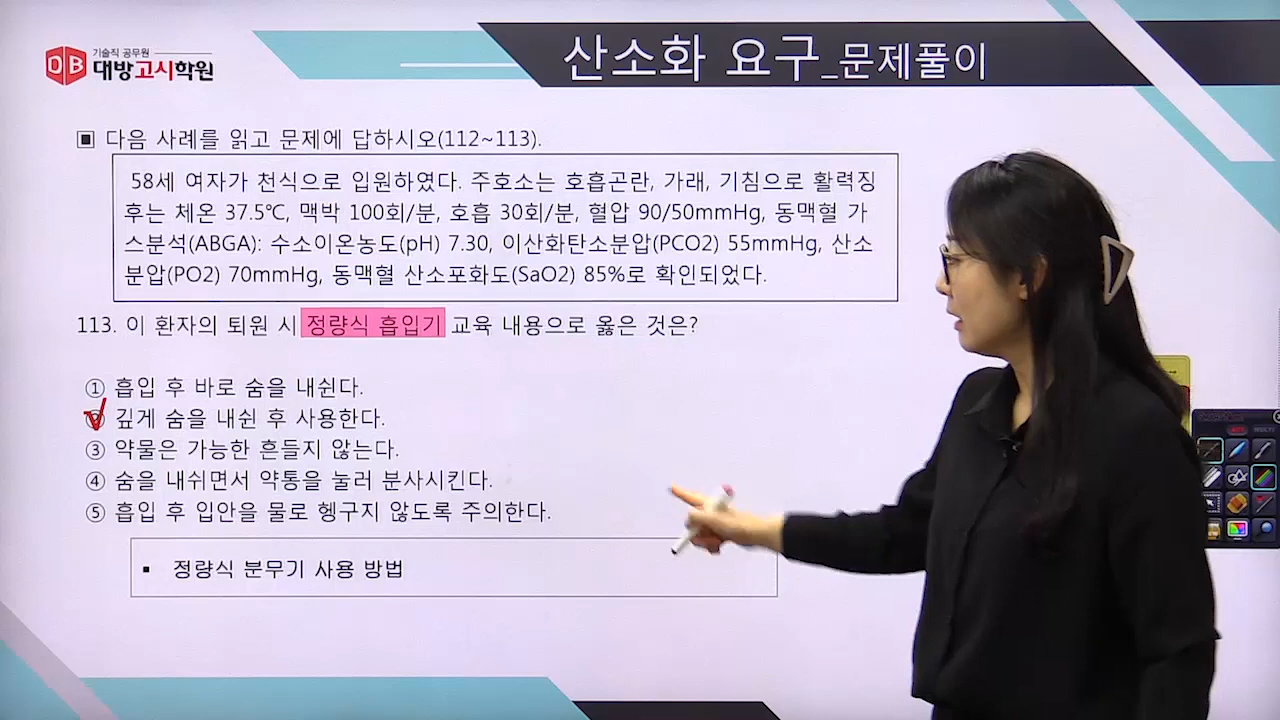 기술직 공무원
DB 대방고시학원
산소화 요구_문제풀이
▣ 다음 사례를 읽고 문제에 답하시오(112~113).
58세 여자가 천식으로 입원하였다. 주호소는 호흡곤란, 가래, 기침으로 활력징
후는 체온 37.5℃, 맥박 100회/분, 호흡 30회/분, 혈압 90/50mmHg, 동맥혈 가
스분석(ABGA): 수소이온농도(pH) 7.30, 이산화탄소분압(PCO2) 55mmHg, 산소
분압(PO2) 70mmHg, 동맥혈 산소포화도(SaO2) 85%로 확인되었다.
113. 이 환자의 퇴원 시 정량식 흡입기 교육 내용으로 옳은 것은?
① 흡입 후 바로 숨을 내쉰다.
② 깊게 숨을 내쉰 후 사용한다.
③ 약물은 가능한 흔들지 않는다.
④ 숨을 내쉬면서 약통을 눌러 분사시킨다.
⑤ 흡입 후 입안을 물로 헹구지 않도록 주의한다.
▪ 정량식 분무기 사용 방법